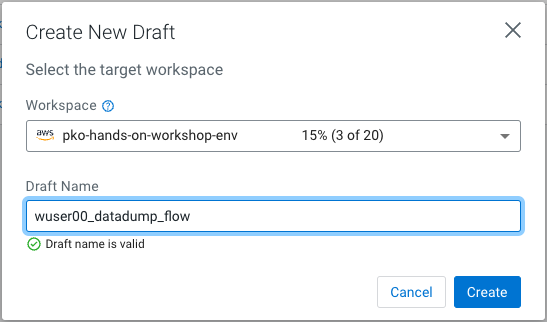 Create New Draft
Select the target workspace
Workspace
aws pko-hands-on-workshop-env 15% (3 of 20)
Draft Name
wuser00_datadump_flow
Draft name is valid
Cancel Create